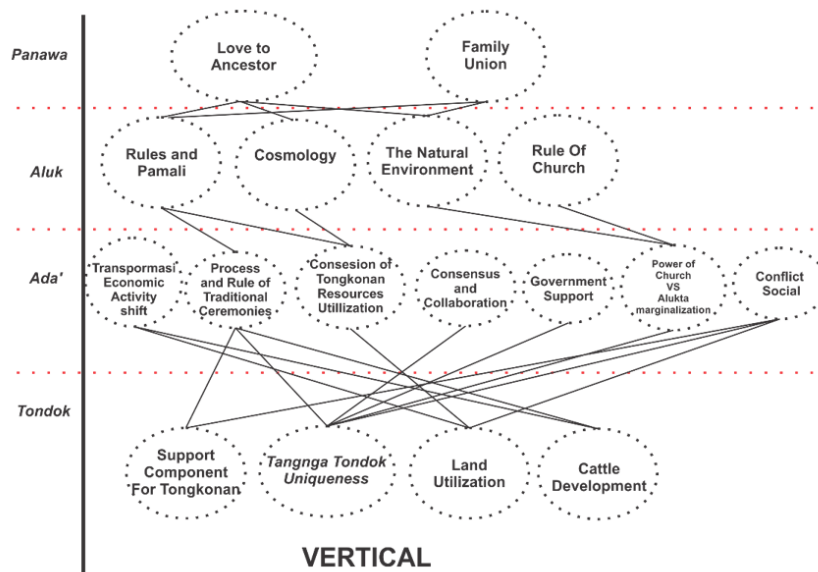 Panawa
Love to
Ancestor
Family
Union
Aluk
Rules and
Pamali
Cosmology
The Natural
Environment
Rule Of
Church
Ada'
Transpormasi
Economic
Activity
shift
Process
and Rule of
Traditional
Ceremonies
Consesion of
Tongkonan
Resources
Utillization
Consensus
and
Collaboration
Government
Support
Power of
Church
VS
Alukta
marginalization
Conflict
Social
Tondok
Support
Component
For Tongkonan
Tangnga Tondok
Uniqueness
Land
Utilization
Cattle
Development
VERTICAL